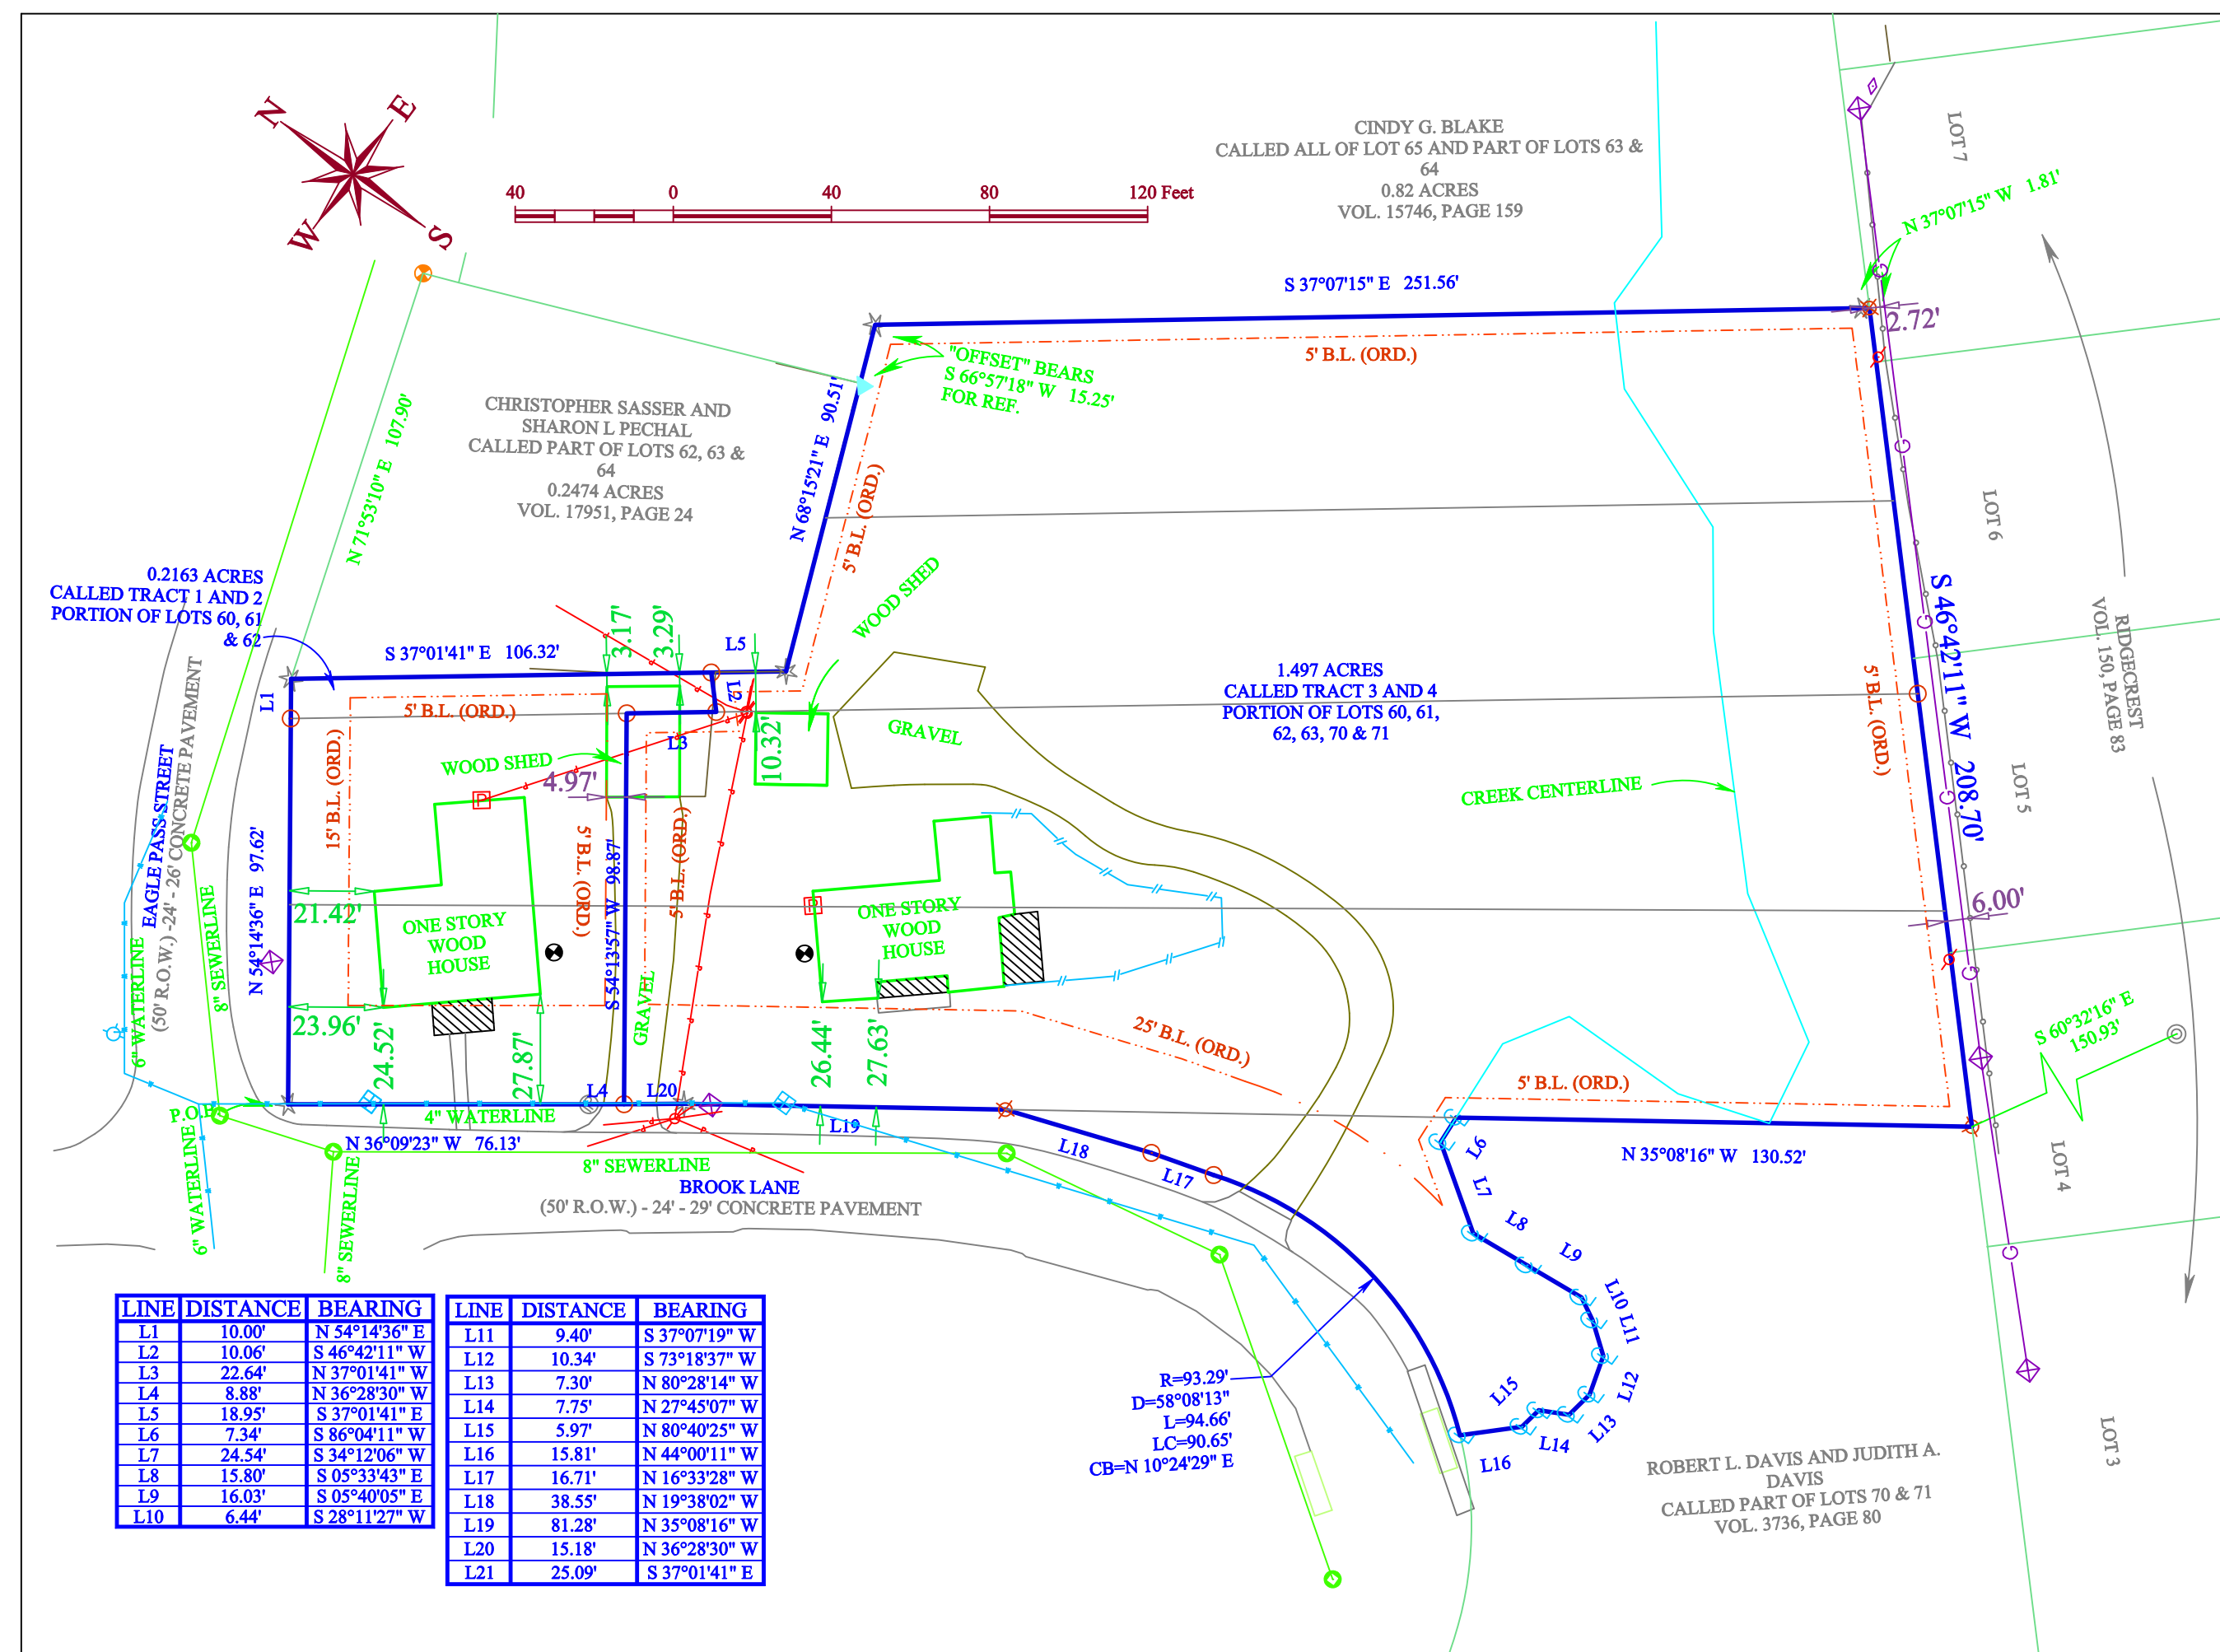 N
E
W
S
40
0
40
80
120 Feet
CINDY G. BLAKE
CALLED ALL OF LOT 65 AND PART OF LOTS 63 &
64
0.82 ACRES
VOL. 15746, PAGE 159
LOT 7
N 37°07'15" W 1.81'
S 37°07'15" E 251.56'
2.72'
5' B.L. (ORD.)
"OFFSET" BEARS
S 66°57'18" W 15.25'
FOR REF.
CHRISTOPHER SASSER AND
SHARON L PECHAL
CALLED PART OF LOTS 62, 63 &
64
0.2474 ACRES
VOL. 17951, PAGE 24
N 71°53'10" E 107.90'
N 68°15'21" E 90.51'
5' B.L. (ORD.)
LOT 6
0.2163 ACRES
CALLED TRACT 1 AND 2
PORTION OF LOTS 60, 61
& 62
WOOD SHED
S 37°01'41" E 106.32'
3.17'
3.29'
L5
L1
L2
L3
5' B.L. (ORD.)
1.497 ACRES
CALLED TRACT 3 AND 4
PORTION OF LOTS 60, 61,
62, 63, 70 & 71
S 46°42'11" W 208.70'
5' B.L. (ORD.)
RIDGECREST
VOL. 150, PAGE 83
GRAVEL
10.32'
WOOD SHED
4.97'
P
15' B.L. (ORD.)
CREEK CENTERLINE
LOT 5
EAGLE PASS STREET
(50' R.O.W.) -24' - 26' CONCRETE PAVEMENT
N 54°14'36" E 97.62'
8" SEWERLINE
6" WATERLINE
21.42'
ONE STORY
WOOD
HOUSE
5' B.L. (ORD.)
S 54°13'57" W 98.87'
5' B.L. (ORD.)
P
ONE STORY
WOOD
HOUSE
6.00'
23.96'
24.52'
27.87'
GRAVEL
26.44'
27.63'
25' B.L. (ORD.)
S 60°32'16" E
150.93'
5' B.L. (ORD.)
L4
L20
P.O.B.
4" WATERLINE
L19
N 36°09'23" W 76.13'
8" SEWERLINE
L18
L17
L6
N 35°08'16" W 130.52'
LOT 4
BROOK LANE
(50' R.O.W.) - 24' - 29' CONCRETE PAVEMENT
6" WATERLINE
8" SEWERLINE
L7
L8
L9
L10
L11
L12
L13
L14
L15
L16
R=93.29'
D=58°08'13"
L=94.66'
LC=90.65'
CB=N 10°24'29" E
ROBERT L. DAVIS AND JUDITH A.
DAVIS
CALLED PART OF LOTS 70 & 71
VOL. 3736, PAGE 80
LOT 3
G
G
G
G
G
G
G
LINE DISTANCE BEARING
L1 10.00' N 54°14'36" E
L2 10.06' S 46°42'11" W
L3 22.64' N 37°01'41" W
L4 8.88' N 36°28'30" W
L5 18.95' S 37°01'41" E
L6 7.34' S 86°04'11" W
L7 24.54' S 34°12'06" W
L8 15.80' S 05°33'43" E
L9 16.03' S 05°40'05" E
L10 6.44' S 28°11'27" W
LINE DISTANCE BEARING
L11 9.40' S 37°07'19" W
L12 10.34' S 73°18'37" W
L13 7.30' N 80°28'14" W
L14 7.75' N 27°45'07" W
L15 5.97' N 80°40'25" W
L16 15.81' N 44°00'11" W
L17 16.71' N 16°33'28" W
L18 38.55' N 19°38'02" W
L19 81.28' N 35°08'16" W
L20 15.18' N 36°28'30" W
L21 25.09' S 37°01'41" E